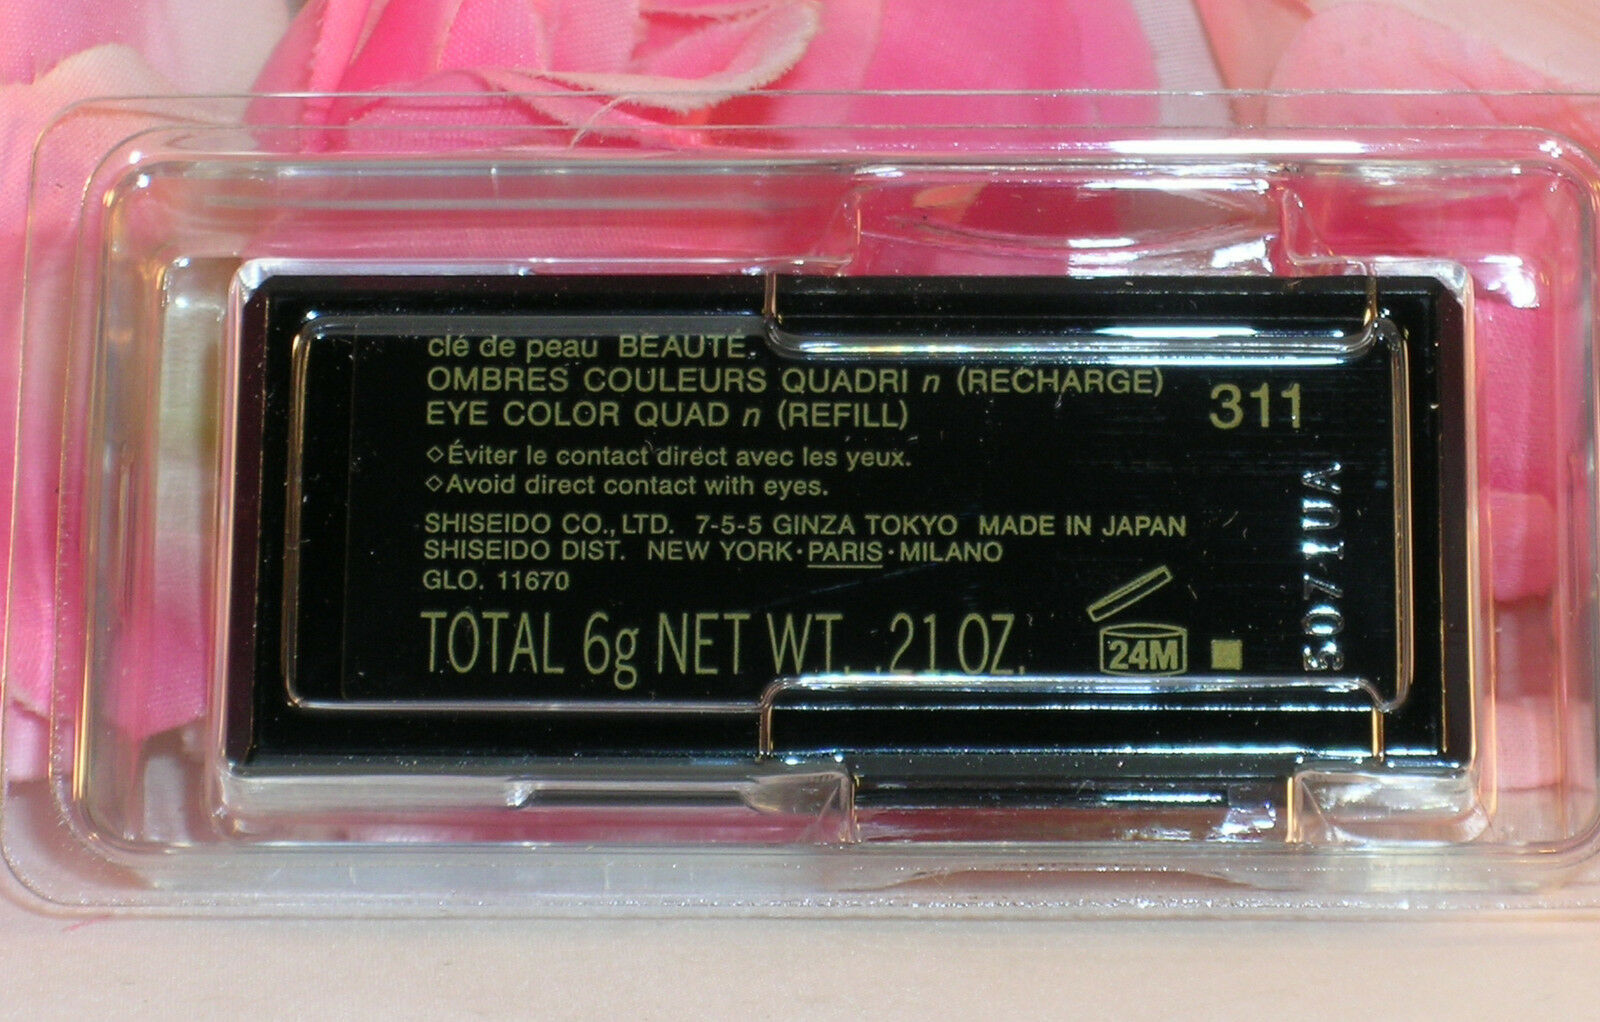 clé de peau BEAUTÉ
OMBRES COULEURS QUADRI n (RECHARGE)
EYE COLOR QUAD n (REFILL)
311
◇Éviter le contact direct avec les yeux.
◇Avoid direct contact with eyes.
SHISEIDO CO., LTD. 7-5-5 GINZA TOKYO MADE IN JAPAN
SHISEIDO DIST. NEW YORK·PARIS·MILANO
GLO. 11670
TOTAL 6g NET WT. .21 OZ.
24M
5071UA